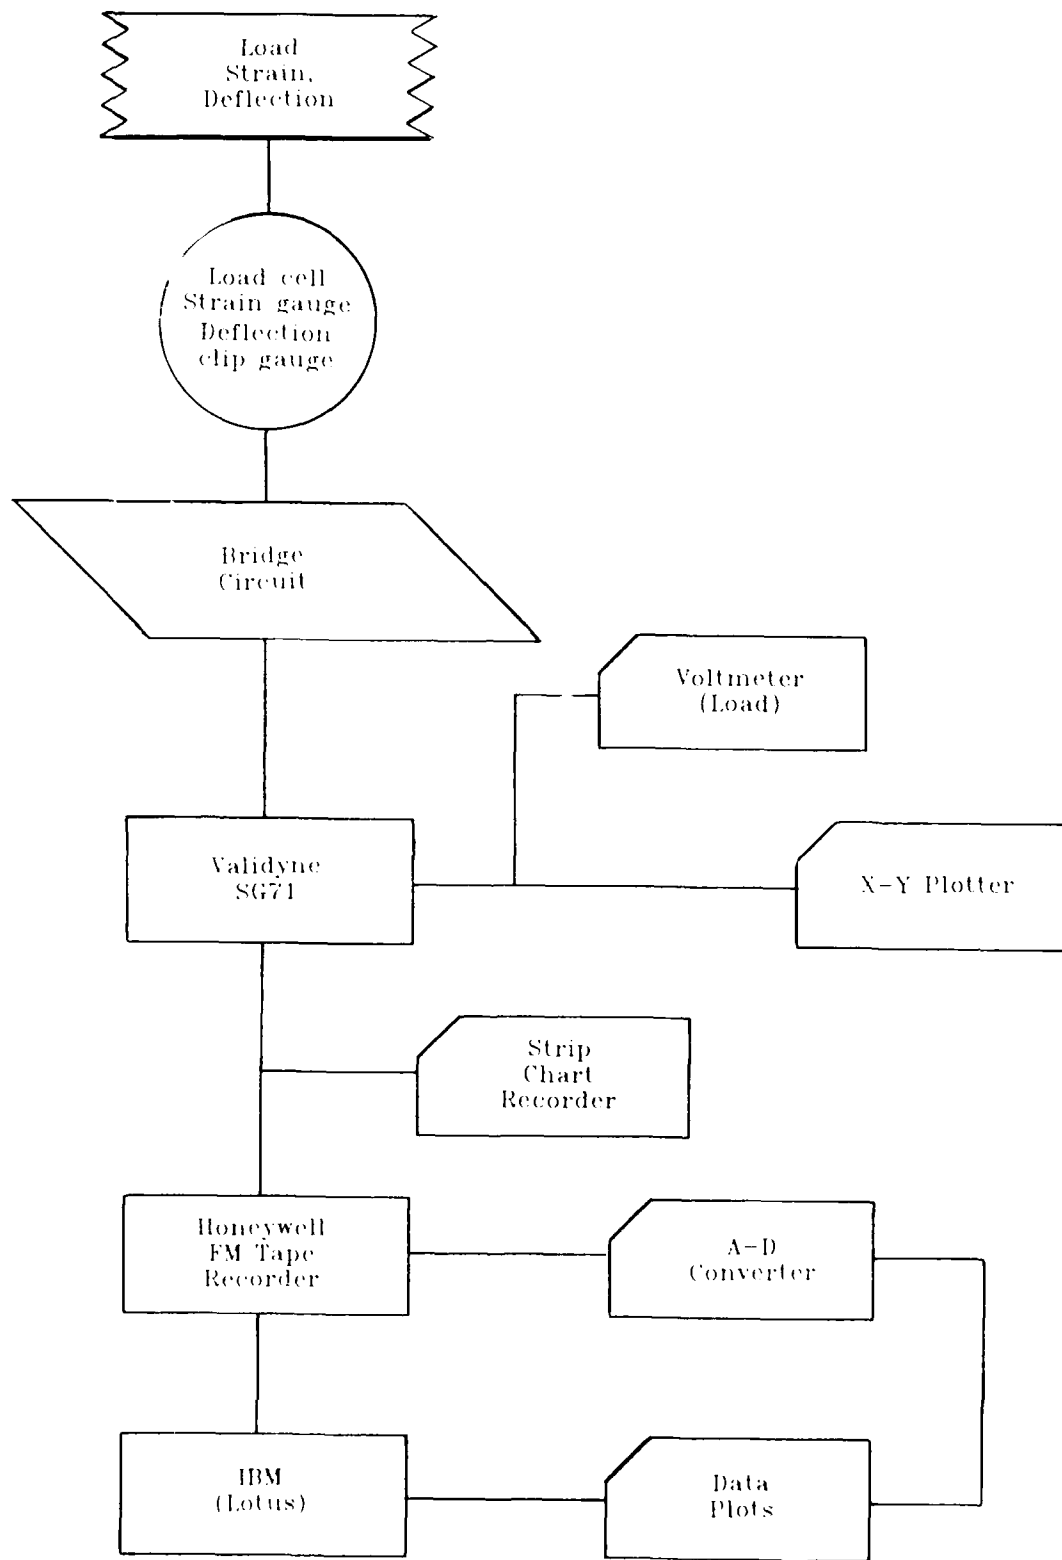 Load
Strain,
Deflection
Load cell
Strain gauge
Deflection
clip gauge
Bridge
Circuit
Voltmeter
(Load)
Validyne
SG71
X-Y Plotter
Strip
Chart
Recorder
Honeywell
FM Tape
Recorder
A-D
Converter
IBM
(Lotus)
Data
Plots